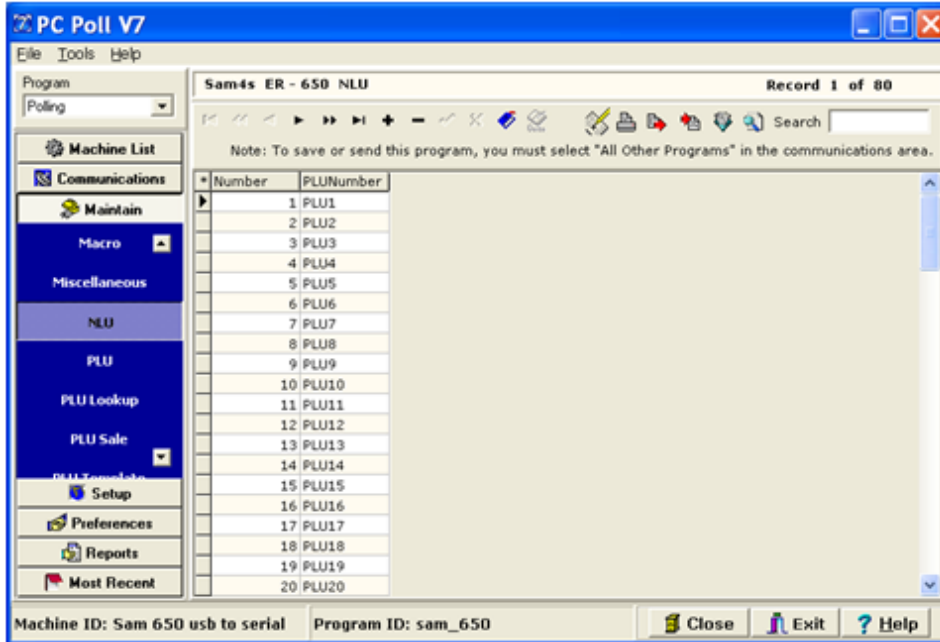 PC Poll V7
File Tools Help
Program
Polling
Machine List
Communications
Maintain
Macro
Miscellaneous
NLU
PLU
PLU Lookup
PLU Sale
PLU Template
Setup
Preferences
Reports
Most Recent
Sam4s ER - 650 NLU Record 1 of 80
Search
Note: To save or send this program, you must select "All Other Programs" in the communications area.
* Number PLUNumber
1 PLU1
2 PLU2
3 PLU3
4 PLU4
5 PLU5
6 PLU6
7 PLU7
8 PLU8
9 PLU9
10 PLU10
11 PLU11
12 PLU12
13 PLU13
14 PLU14
15 PLU15
16 PLU16
17 PLU17
18 PLU18
19 PLU19
20 PLU20
Machine ID: Sam 650 usb to serial Program ID: sam_650 Close Exit ? Help